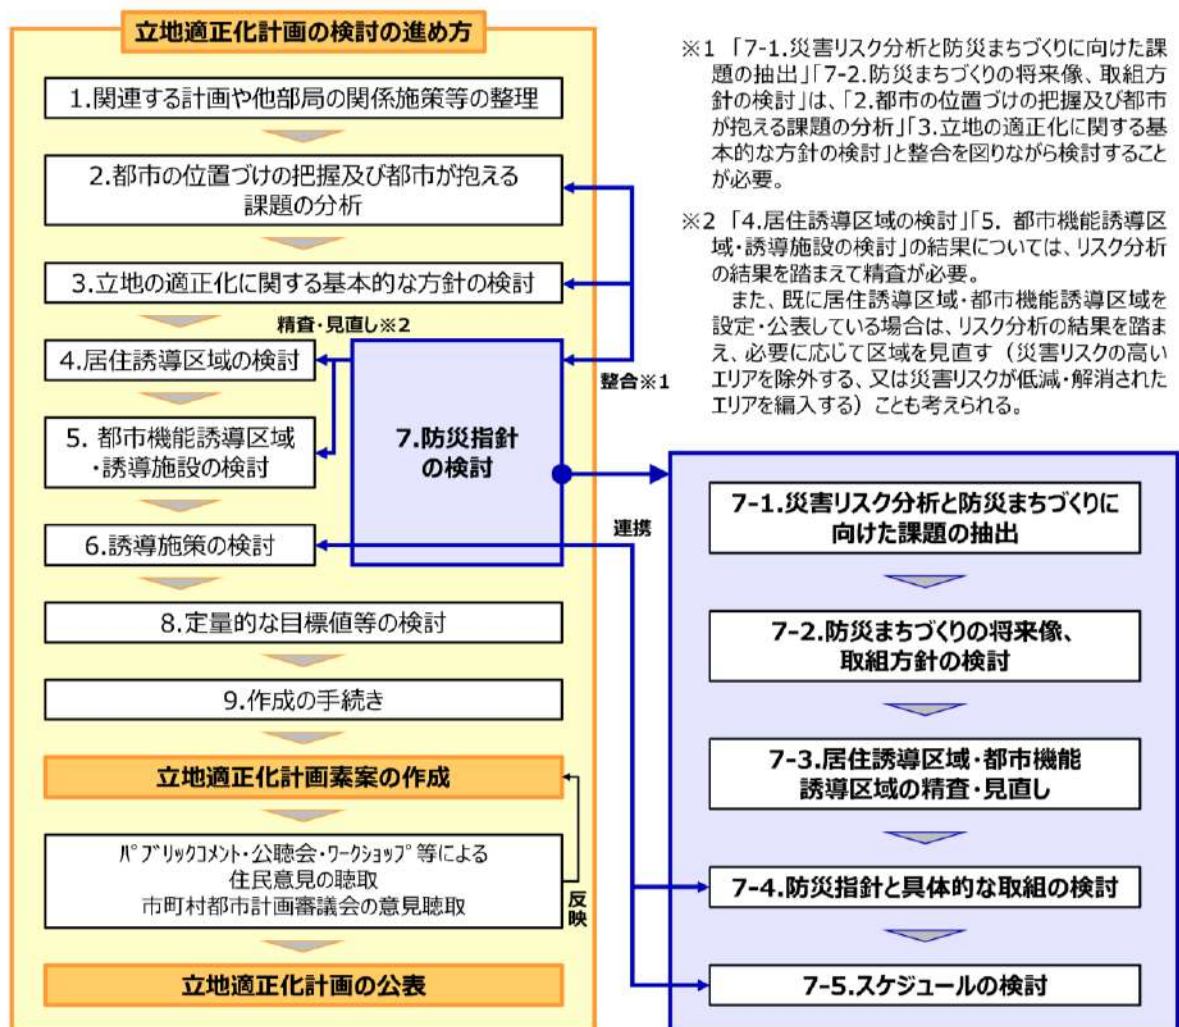 立地適正化計画の検討の進め方
1.関連する計画や他部局の関係施策等の整理
2.都市の位置づけの把握及び都市が抱える
課題の分析
3.立地の適正化に関する基本的な方針の検討
精査・見直し※2
4.居住誘導区域の検討
5. 都市機能誘導区域
・誘導施設の検討
6.誘導施策の検討
7.防災指針
の検討
整合※1
連携
8.定量的な目標値等の検討
9.作成の手続き
立地適正化計画素案の作成
ﾊﾟﾌﾞﾘｯｸｺﾒﾝﾄ・公聴会・ﾜｰｸｼｮｯﾌﾟ等による
住民意見の聴取
市町村都市計画審議会の意見聴取
反映
立地適正化計画の公表
※1 「7-1.災害リスク分析と防災まちづくりに向けた課
題の抽出」「7-2.防災まちづくりの将来像、取組方
針の検討」は、「2.都市の位置づけの把握及び都市
が抱える課題の分析」「3.立地の適正化に関する基
本的な方針の検討」と整合を図りながら検討すること
が必要。
※2 「4.居住誘導区域の検討」「5. 都市機能誘導区
域・誘導施設の検討」の結果については、リスク分析
の結果を踏まえて精査が必要。
また、既に居住誘導区域・都市機能誘導区域を
設定・公表している場合は、リスク分析の結果を踏ま
え、必要に応じて区域を見直す（災害リスクの高い
エリアを除外する、又は災害リスクが低減・解消された
エリアを編入する）ことも考えられる。
7-1.災害リスク分析と防災まちづくりに
向けた課題の抽出
7-2.防災まちづくりの将来像、
取組方針の検討
7-3.居住誘導区域・都市機能
誘導区域の精査・見直し
7-4.防災指針と具体的な取組の検討
7-5.スケジュールの検討